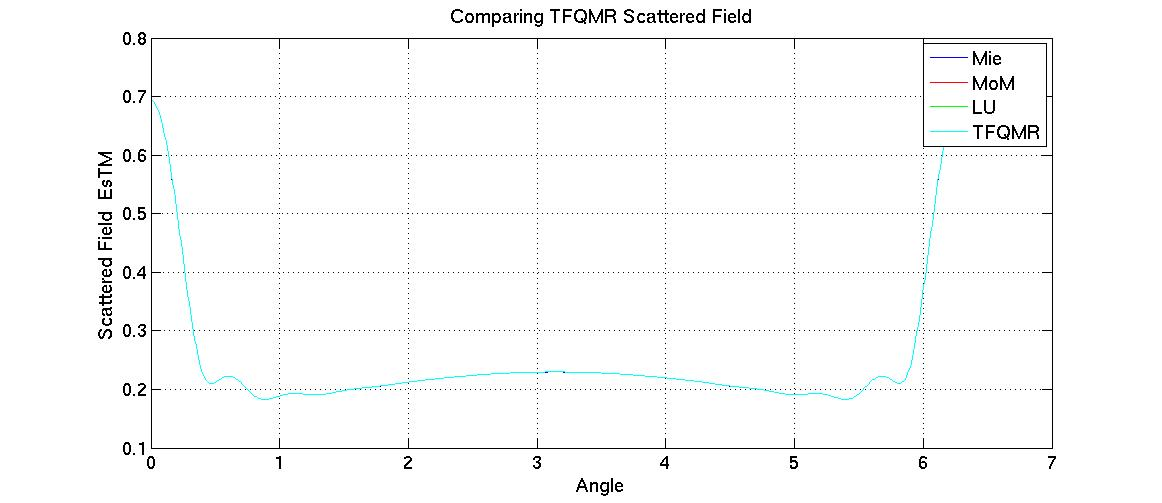 Comparing TFQMR Scattered Field
0.8
0.7
0.6
0.5
0.4
0.3
0.2
0.1
Scattered Field EsTM
Mie
MoM
LU
TFQMR
0 1 2 3 4 5 6 7
Angle